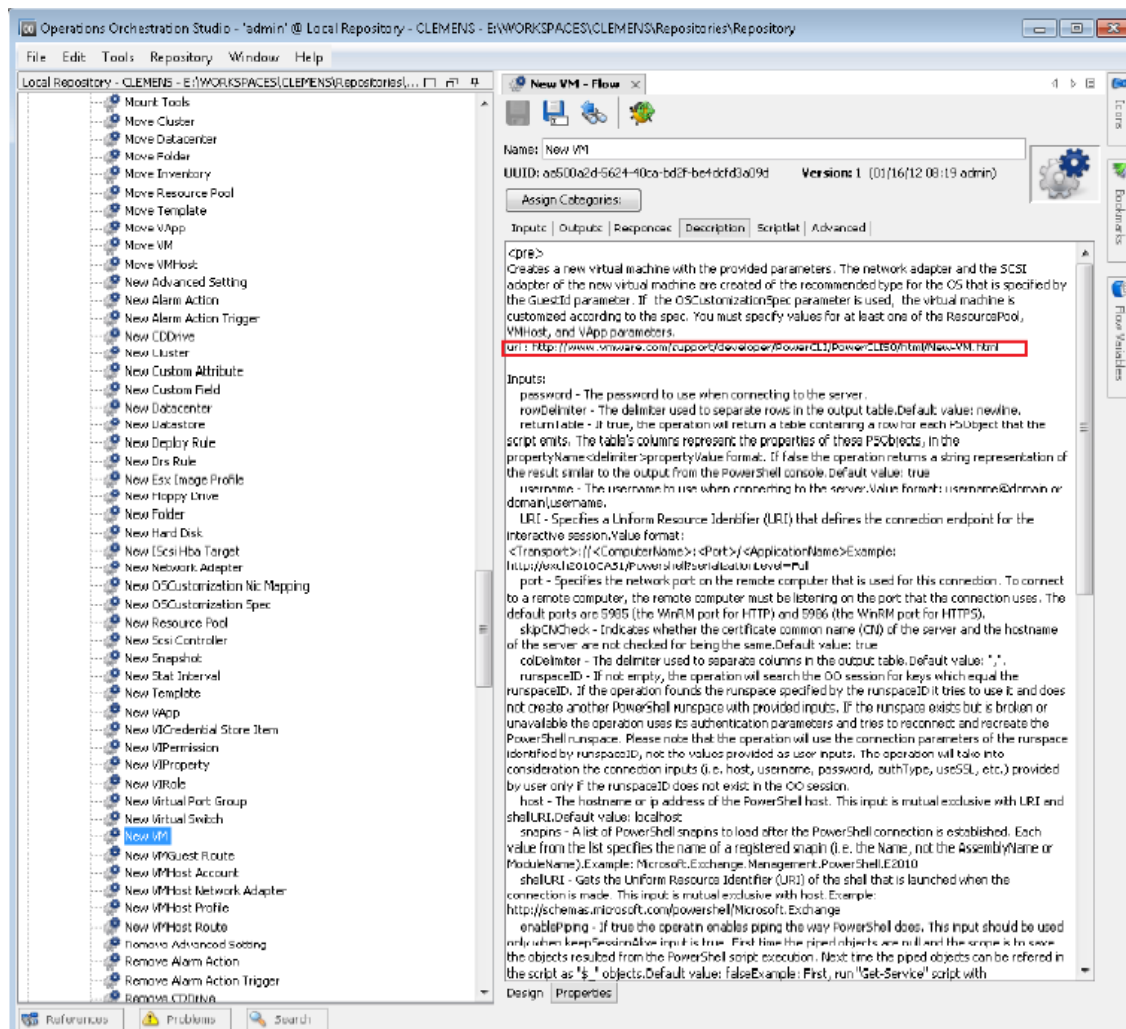 Operations Orchestration Studio - 'admin' @ Local Repository - CLEMENS - E:\WORKSPACES\CLEMENS\Repositories\Repository
File Edit Tools Repository Window Help
Local Repository - CLEMENS - E:\WORKSPACES\CLEMENS\Repositories\...
Mount Tools
Move Cluster
Move Datacenter
Move Folder
Move Inventory
Move Resource Pool
Move Template
Move VApp
Move VM
Move VMHost
New Advanced Setting
New Alarm Action
New Alarm Action Trigger
New CDDrive
New Cluster
New Custom Attribute
New Custom Field
New Datacenter
New Datastore
New Deploy Rule
New Drs Rule
New Esx Image Profile
New Floppy Drive
New Folder
New Hard Disk
New IScsi Hba Target
New Network Adapter
New OSCustomization Nic Mapping
New OSCustomization Spec
New Resource Pool
New Scsi Controller
New Snapshot
New Stat Interval
New Template
New VApp
New VICredential Store Item
New VIPermission
New VIProperty
New VIRole
New Virtual Port Group
New Virtual Switch
New VM
New VMGuest Route
New VMHost Account
New VMHost Network Adapter
New VMHost Profile
New VMHost Route
Remove Advanced Setting
Remove Alarm Action
Remove Alarm Action Trigger
Remove CDDrive
References Problems Search
New VM - Flow
Name: New VM
UUID: ae500a2d-5624-40ca-bd2f-be4dcfd3a09d Version: 1 (01/16/12 08:19 admin)
Assign Categories:
Inputs Outputs Responses Description Scriptlet Advanced
<pre>
Creates a new virtual machine with the provided parameters. The network adapter and the SCSI
adapter of the new virtual machine are created of the recommended type for the OS that is specified by
the GuestId parameter. If the OSCustomizationSpec parameter is used, the virtual machine is
customized according to the spec. You must specify values for at least one of the ResourcePool,
VMHost, and VApp parameters.
url : http://www.vmware.com/support/developer/PowerCLI/PowerCLI50/html/New-VM.html
Inputs:
password - The password to use when connecting to the server.
rowDelimiter - The delimiter used to separate rows in the output table.Default value: newline.
returnTable - If true, the operation will return a table containing a row for each PSObject that the
script emits. The table's columns represent the properties of these PSObjects, in the
propertyName<delimiter>propertyValue format. If false the operation returns a string representation of
the result similar to the output from the PowerShell console.Default value: true
username - The username to use when connecting to the server.Value format: username@domain or
domain\username.
URI - Specifies a Uniform Resource Identifier (URI) that defines the connection endpoint for the
interactive session.Value format:
<Transport>://<ComputerName>:<Port>/<ApplicationName>Example:
http://exch2010CAS1/Powershell?serializationLevel=Full
port - Specifies the network port on the remote computer that is used for this connection. To connect
to a remote computer, the remote computer must be listening on the port that the connection uses. The
default ports are 5985 (the WinRM port for HTTP) and 5986 (the WinRM port for HTTPS).
skipCNCheck - Indicates whether the certificate common name (CN) of the server and the hostname
of the server are not checked for being the same.Default value: true
colDelimiter - The delimiter used to separate columns in the output table.Default value: ",".
runspaceID - If not empty, the operation will search the OO session for keys which equal the
runspaceID. If the operation founds the runspace specified by the runspaceID it tries to use it and does
not create another PowerShell runspace with provided inputs. If the runspace exists but is broken or
unavailable the operation uses its authentication parameters and tries to reconnect and recreate the
PowerShell runspace. Please note that the operation will use the connection parameters of the runspace
identified by runspaceID, not the values provided as user inputs. The operation will take into
consideration the connection inputs (i.e. host, username, password, authType, useSSL, etc.) provided
by user only if the runspaceID does not exist in the OO session.
host - The hostname or ip address of the PowerShell host. This input is mutual exclusive with URI and
shellURI.Default value: localhost
snapins - A list of PowerShell snapins to load after the PowerShell connection is established. Each
value from the list specifies the name of a registered snapin (i.e. the Name, not the AssemblyName or
ModuleName).Example: Microsoft.Exchange.Management.PowerShell.E2010
shellURI - Gets the Uniform Resource Identifier (URI) of the shell that is launched when the
connection is made. This input is mutual exclusive with host.Example:
http://schemas.microsoft.com/powershell/Microsoft.Exchange
enablePiping - If true the operatin enables piping the way PowerShell does. This input should be used
only when keepSessionAlive input is true. First time the piped objects are null and the scope is to save
the objects resulted from the PowerShell script execution. Next time the piped objects can be refered in
the script as "$_" objects.Default value: falseExample: First, run "Get-Service" script with
Design Properties
Icons
Bookmarks
Flow Variables